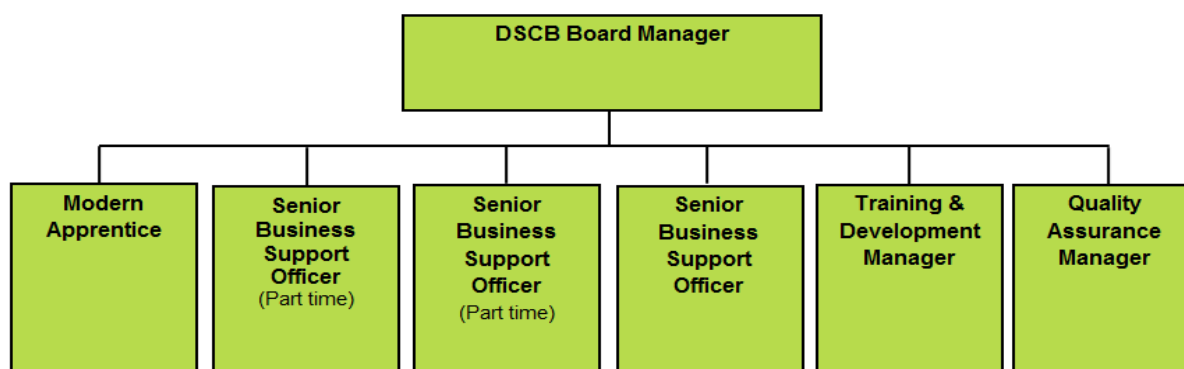 DSCB Board Manager
Modern
Apprentice
Senior
Business
Support
Officer
(Part time)
Senior
Business
Support
Officer
(Part time)
Senior
Business
Support
Officer
Training &
Development
Manager
Quality
Assurance
Manager